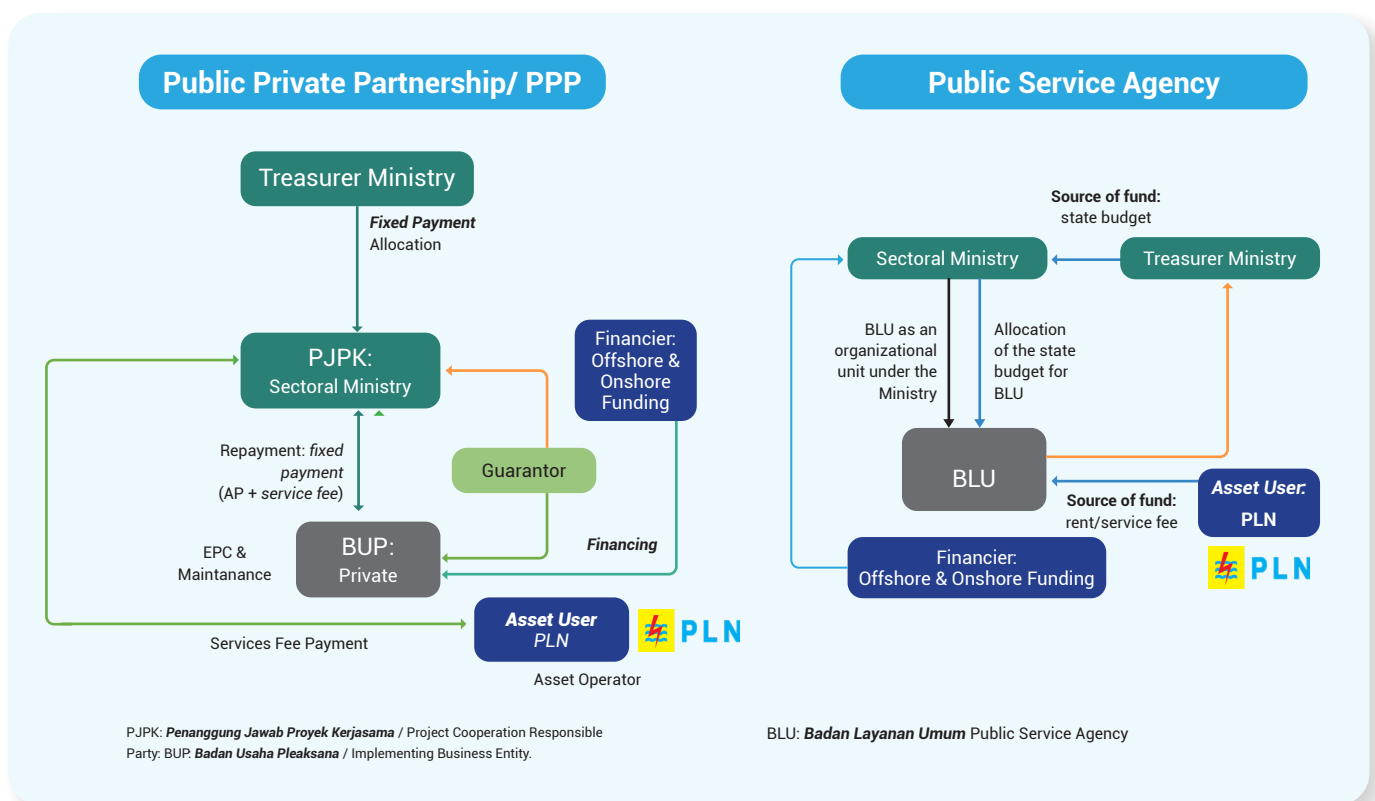 Public Private Partnership/ PPP
Treasurer Ministry
Fixed Payment
Allocation
PJPK:
Sectoral Ministry
Financier:
Offshore &
Onshore
Funding
Repayment: fixed
payment
(AP + service fee)
Guarantor
EPC &
Maintanance
BUP:
Private
Financing
Services Fee Payment
Asset User
PLN
PLN
Asset Operator
PJPK: Penanggung Jawab Proyek Kerjasama / Project Cooperation Responsible
Party: BUP: Badan Usaha Pleaksana / Implementing Business Entity.
Public Service Agency
Source of fund:
state budget
Sectoral Ministry
Treasurer Ministry
BLU as an
organizational
unit under the
Ministry
Allocation
of the state
budget for
BLU
BLU
Source of fund:
rent/service fee
Asset User:
PLN
PLN
Financier:
Offshore & Onshore Funding
BLU: Badan Layanan Umum Public Service Agency